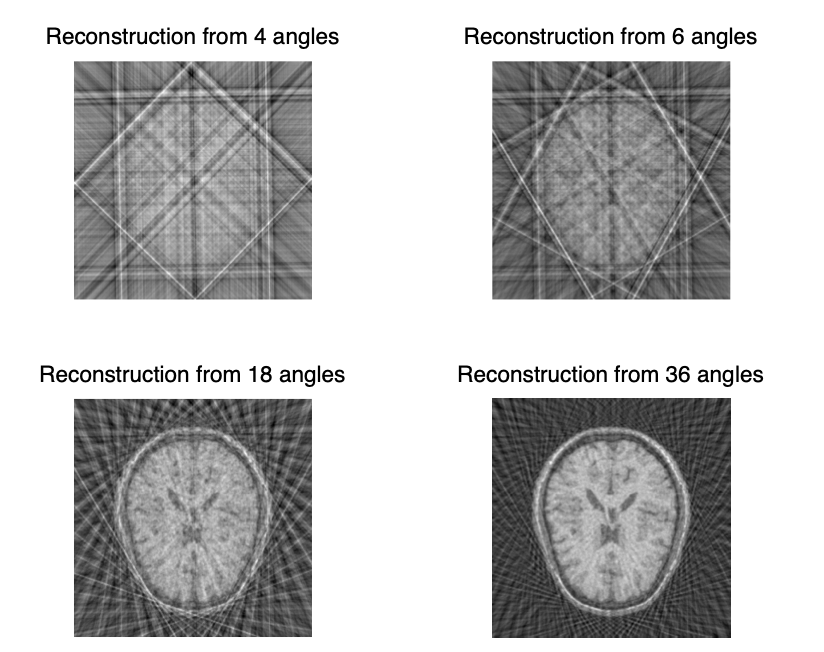 Reconstruction from 4 angles
Reconstruction from 6 angles
Reconstruction from 18 angles
Reconstruction from 36 angles